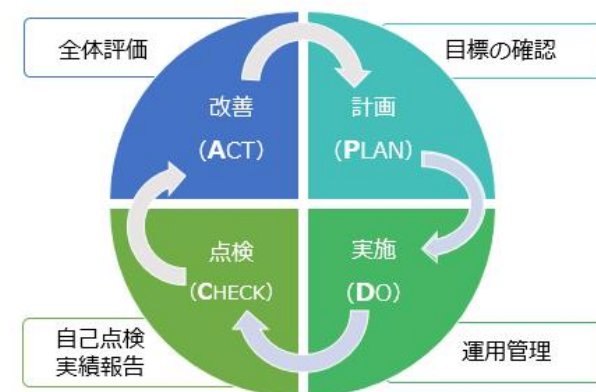 全体評価
目標の確認
改善
(ACT)
計画
(PLAN)
点検
(CHECK)
実施
(DO)
自己点検
実績報告
運用管理